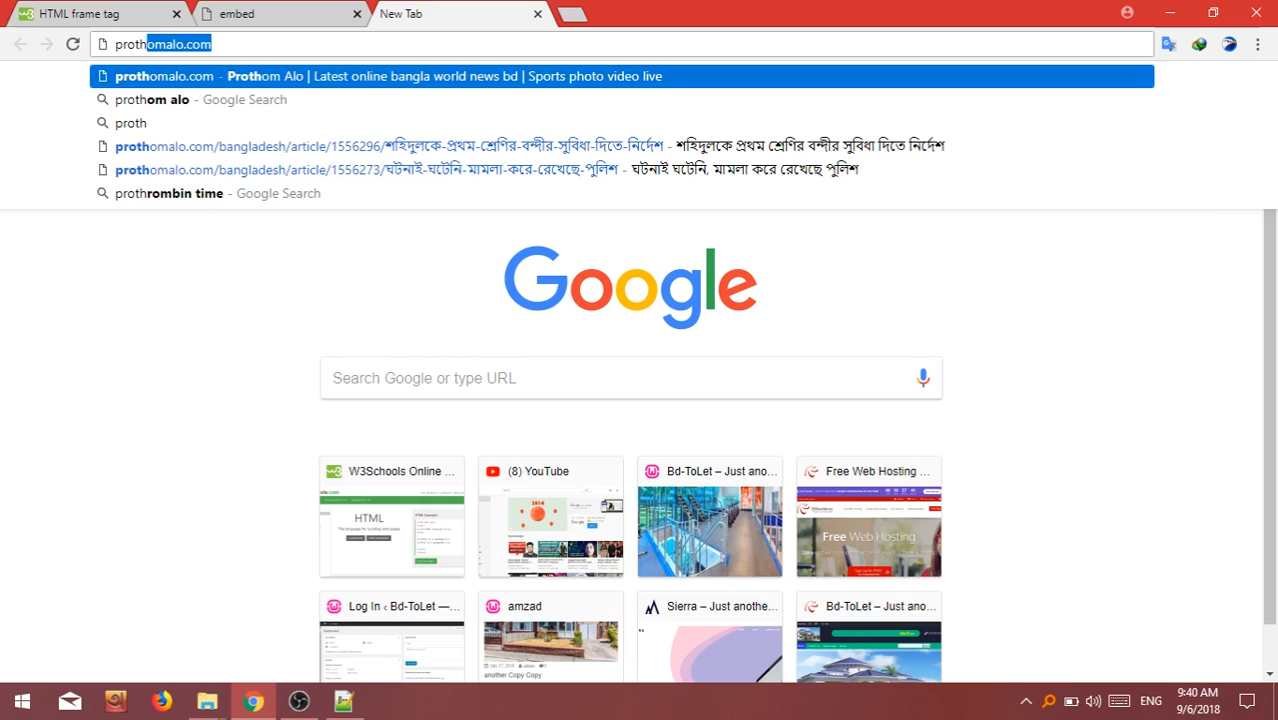 HTML frame tag
embed
New Tab
prothomalo.com
prothomalo.com - Prothom Alo | Latest online bangla world news bd | Sports photo video live
prothom alo - Google Search
proth
prothomalo.com/bangladesh/article/1556296/শহিদুলকে-প্রথম-শ্রেণির-বন্দীর-সুবিধা-দিতে-নির্দেশ - শহিদুলকে প্রথম শ্রেণির বন্দীর সুবিধা দিতে নির্দেশ
prothomalo.com/bangladesh/article/1556273/ঘটনাই-ঘটেনি-মামলা-করে-রেখেছে-পুলিশ - ঘটনাই ঘটেনি, মামলা করে রেখেছে পুলিশ
prothrombin time - Google Search
Google
Search Google or type URL
W3Schools Online ...
(8) YouTube
Bd-ToLet – Just ano...
Free Web Hosting ...
HTML
Free Web Hosting
Log In ‹ Bd-ToLet —...
amzad
Sierra – Just anothe...
Bd-ToLet – Just ano...
another Copy Copy
ENG
9:40 AM
9/6/2018